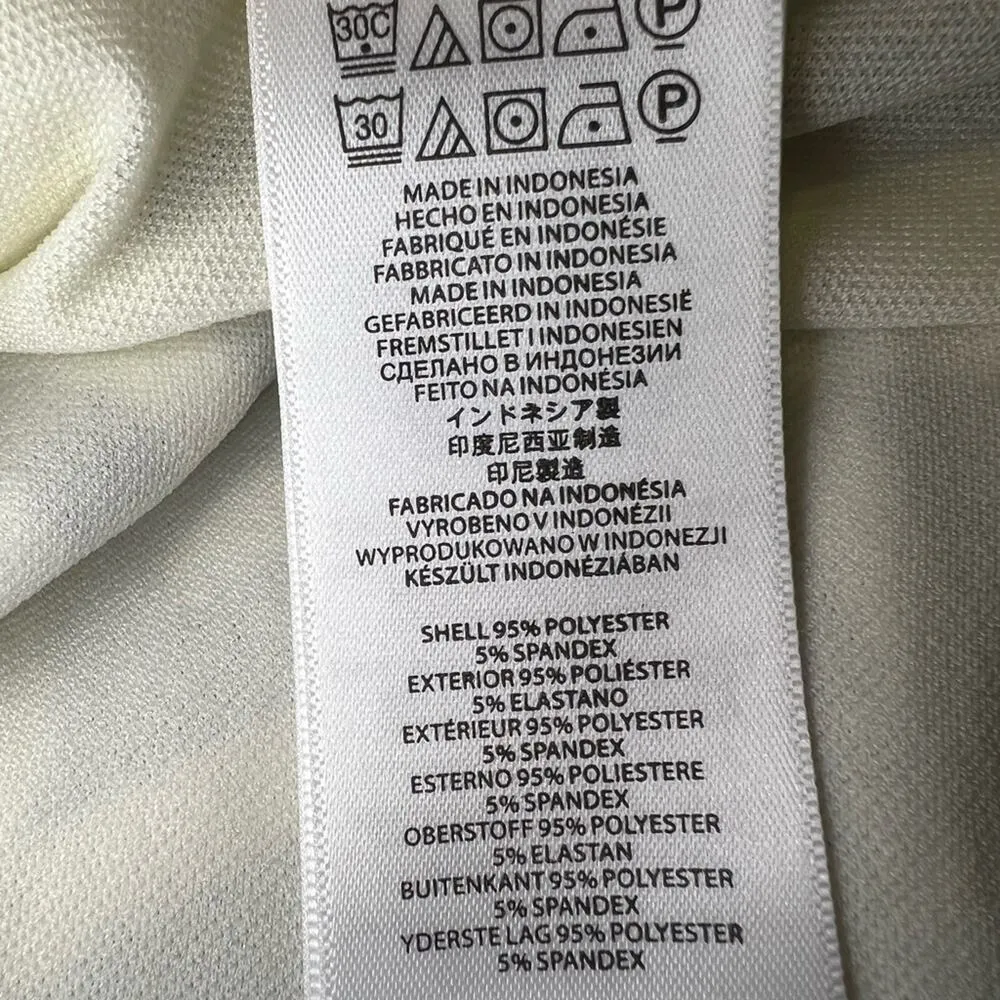 30C P
30 P
MADE IN INDONESIA
HECHO EN INDONESIA
FABRIQUÉ EN INDONÉSIE
FABBRICATO IN INDONESIA
MADE IN INDONESIA
GEFABRICEERD IN INDONESIË
FREMSTILLET I INDONESIEN
СДЕЛАНО В ИНДОНЕЗИИ
FEITO NA INDONÉSIA
インドネシア製
印度尼西亚制造
印尼製造
FABRICADO NA INDONÉSIA
VYROBENO V INDONÉZII
WYPRODUKOWANO W INDONEZJI
KÉSZÜLT INDONÉZIÁBAN
SHELL 95% POLYESTER
5% SPANDEX
EXTERIOR 95% POLIÉSTER
5% ELASTANO
EXTÉRIEUR 95% POLYESTER
5% SPANDEX
ESTERNO 95% POLIESTERE
5% SPANDEX
OBERSTOFF 95% POLYESTER
5% ELASTAN
BUITENKANT 95% POLYESTER
5% SPANDEX
YDERSTE LAG 95% POLYESTER
5% SPANDEX